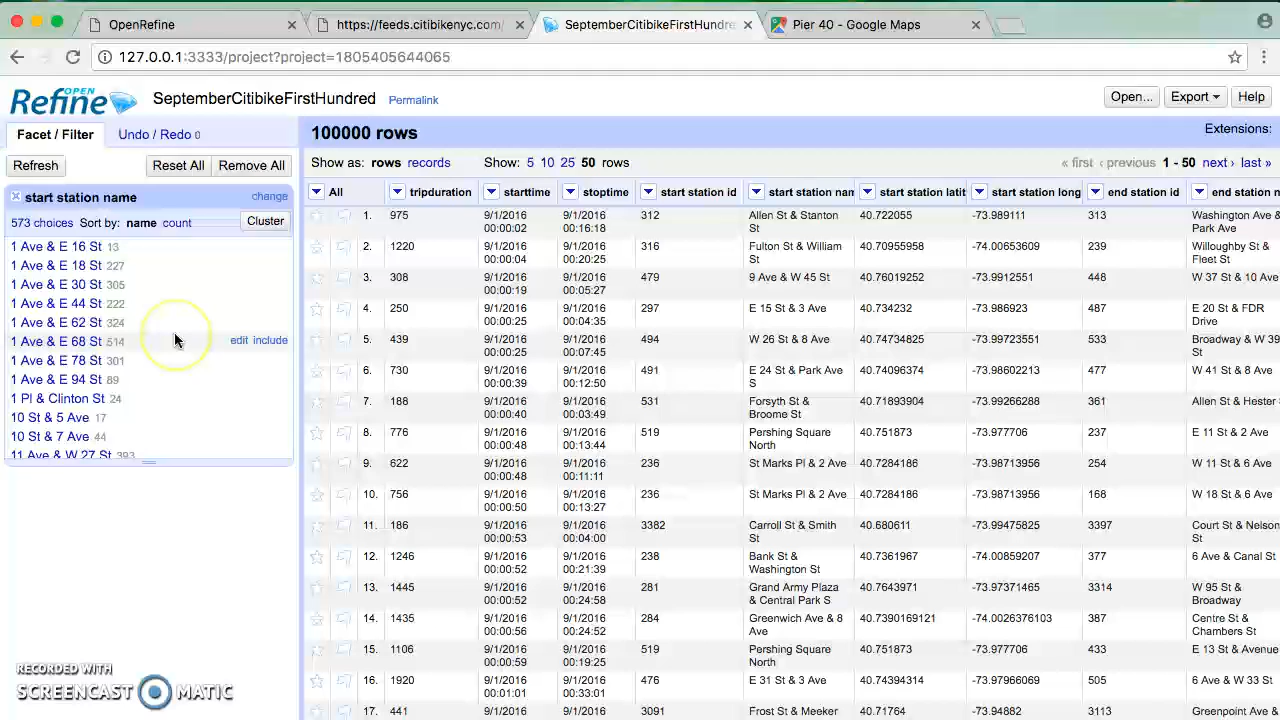 OpenRefine
https://feeds.citibikenyc.com/
SeptemberCitibikeFirstHundre
Pier 40 - Google Maps
127.0.0.1:3333/project?project=1805405644065
OPEN
Refine
SeptemberCitibikeFirstHundred
Permalink
Open...
Export
Help
Facet / Filter
Undo / Redo 0
100000 rows
Extensions:
Refresh
Reset All
Remove All
Show as: rows records
Show: 5 10 25 50 rows
« first ‹ previous 1 - 50 next › last »
start station name
change
573 choices Sort by: name count
Cluster
1 Ave & E 16 St 13
1 Ave & E 18 St 227
1 Ave & E 30 St 305
1 Ave & E 44 St 222
1 Ave & E 62 St 324
1 Ave & E 68 St 514
edit include
1 Ave & E 78 St 301
1 Ave & E 94 St 89
1 Pl & Clinton St 24
10 St & 5 Ave 17
10 St & 7 Ave 44
11 Ave & W 27 St 393
All tripduration starttime stoptime start station id start station nam start station latit start station long end station id end station n
1. 975 9/1/2016 00:00:02 9/1/2016 00:16:18 312 Allen St & Stanton St 40.722055 -73.989111 313 Washington Ave Park Ave
2. 1220 9/1/2016 00:00:04 9/1/2016 00:20:25 316 Fulton St & William St 40.70955958 -74.00653609 239 Willoughby St & Fleet St
3. 308 9/1/2016 00:00:19 9/1/2016 00:05:27 479 9 Ave & W 45 St 40.76019252 -73.9912551 448 W 37 St & 10 Ave
4. 250 9/1/2016 00:00:25 9/1/2016 00:04:35 297 E 15 St & 3 Ave 40.734232 -73.986923 487 E 20 St & FDR Drive
5. 439 9/1/2016 00:00:25 9/1/2016 00:07:45 494 W 26 St & 8 Ave 40.74734825 -73.99723551 533 Broadway & W 39 St
6. 730 9/1/2016 00:00:39 9/1/2016 00:12:50 491 E 24 St & Park Ave S 40.74096374 -73.98602213 477 W 41 St & 8 Ave
7. 188 9/1/2016 00:00:40 9/1/2016 00:03:49 531 Forsyth St & Broome St 40.71893904 -73.99266288 361 Allen St & Hester
8. 776 9/1/2016 00:00:48 9/1/2016 00:13:44 519 Pershing Square North 40.751873 -73.977706 237 E 11 St & 2 Ave
9. 622 9/1/2016 00:00:48 9/1/2016 00:11:11 236 St Marks Pl & 2 Ave 40.7284186 -73.98713956 254 W 11 St & 6 Ave
10. 756 9/1/2016 00:00:50 9/1/2016 00:13:27 236 St Marks Pl & 2 Ave 40.7284186 -73.98713956 168 W 18 St & 6 Ave
11. 186 9/1/2016 00:00:53 9/1/2016 00:04:00 3382 Carroll St & Smith St 40.680611 -73.99475825 3397 Court St & Nelson St
12. 1246 9/1/2016 00:00:52 9/1/2016 00:21:39 238 Bank St & Washington St 40.7361967 -74.00859207 377 6 Ave & Canal St
13. 1445 9/1/2016 00:00:52 9/1/2016 00:24:58 281 Grand Army Plaza & Central Park S 40.7643971 -73.97371465 3314 W 95 St & Broadway
14. 1435 9/1/2016 00:00:56 9/1/2016 00:24:52 284 Greenwich Ave & 8 Ave 40.7390169121 -74.0026376103 387 Centre St & Chambers St
15. 1106 9/1/2016 00:00:59 9/1/2016 00:19:25 519 Pershing Square North 40.751873 -73.977706 433 E 13 St & Avenue
16. 1920 9/1/2016 00:01:01 9/1/2016 00:33:01 476 E 31 St & 3 Ave 40.74394314 -73.97966069 505 6 Ave & W 33 St
17. 441 9/1/2016 9/1/2016 3091 Frost St & Meeker 40.71764 -73.94882 3113 Greenpoint Ave &
RECORDED WITH
SCREENCAST MATIC